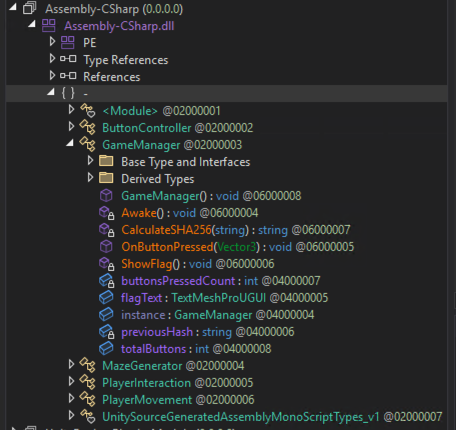 Assembly-CSharp (0.0.0.0)
Assembly-CSharp.dll
PE
Type References
References
{ } -
<Module> @02000001
ButtonController @02000002
GameManager @02000003
Base Type and Interfaces
Derived Types
GameManager() : void @06000008
Awake() : void @06000004
CalculateSHA256(string) : string @06000007
OnButtonPressed(Vector3) : void @06000005
ShowFlag() : void @06000006
buttonsPressedCount : int @04000007
flagText : TextMeshProUGUI @04000005
instance : GameManager @04000004
previousHash : string @04000006
totalButtons : int @04000008
MazeGenerator @02000004
PlayerInteraction @02000005
PlayerMovement @02000006
UnitySourceGeneratedAssemblyMonoScriptTypes_v1 @02000007